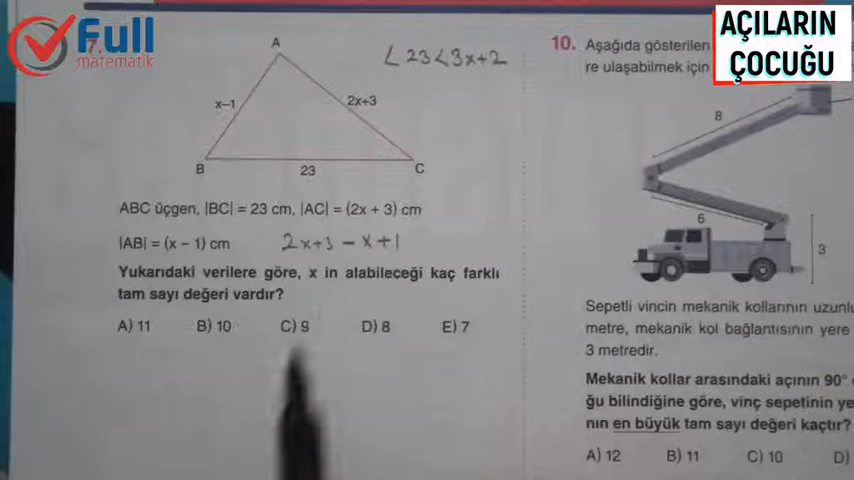 Full
matematik
AÇILARIN
ÇOCUĞU
7.
A
< 23 < 3x+2
x–1
2x+3
B
23
C
ABC üçgen, |BC| = 23 cm, |AC| = (2x + 3) cm
|AB| = (x – 1) cm
2x+3 – x+1
Yukarıdaki verilere göre, x in alabileceği kaç farklı
tam sayı değeri vardır?
A) 11 B) 10 C) 9 D) 8 E) 7
10. Aşağıda gösterilen
re ulaşabilmek için
8
6
3
Sepetli vincin mekanik kollarının uzunlu
metre, mekanik kol bağlantısının yere
3 metredir.
Mekanik kollar arasındaki açının 90°
ğu bilindiğine göre, vinç sepetinin ye
nın en büyük tam sayı değeri kaçtır?
A) 12 B) 11 C) 10 D)